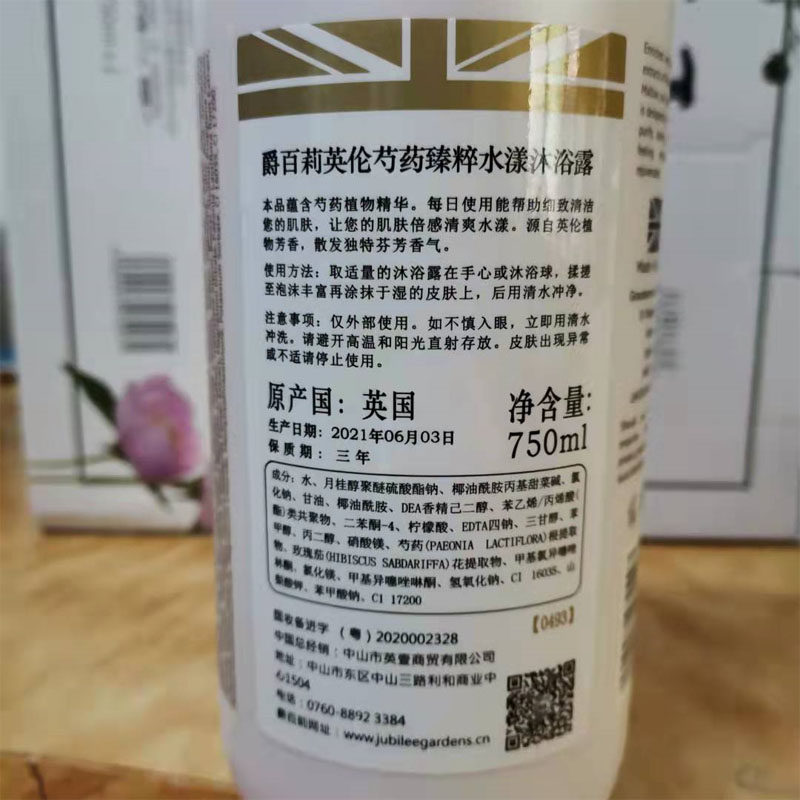 爵百莉英伦芍药臻粹水漾沐浴露
本品蕴含芍药植物精华。每日使用能帮助细致清洁
您的肌肤，让您的肌肤倍感清爽水漾。源自英伦植
物芳香，散发独特芬芳香气。
使用方法：取适量的沐浴露在手心或沐浴球，揉搓
至泡沫丰富再涂抹于湿的皮肤上，后用清水冲净。
注意事项：仅外部使用。如不慎入眼，立即用清水
冲洗。请避开高温和阳光直射存放。皮肤出现异常
或不适请停止使用。
原产国：英国
净含量：
生产日期：2021年06月03日
750ml
保质期：三年
成分：水、月桂醇聚醚硫酸酯钠、椰油酰胺丙基甜菜碱、氯
化钠、甘油、椰油酰胺、DEA香精己二醇、苯乙烯/丙烯酸(
酯)类共聚物、二苯酮-4、柠檬酸、EDTA四钠、三甘醇、苯
甲醇、丙二醇、硝酸镁、芍药(PAEONIA LACTIFLORA)根提取
物、玫瑰茄(HIBISCUS SABDARIFFA)花提取物、甲基氯异噻唑
啉酮、氯化镁、甲基异噻唑啉酮、氢氧化钠、CI 16035、山
梨酸钾、苯甲酸钠、CI 17200
【0493】
国妆备进字（粤）2020002328
中国总经销：中山市英壹商贸有限公司
地址：中山市东区中山三路利和商业中
心1504
电话：0760-8892 3384
爵百莉网址：www.jubileegardens.cn